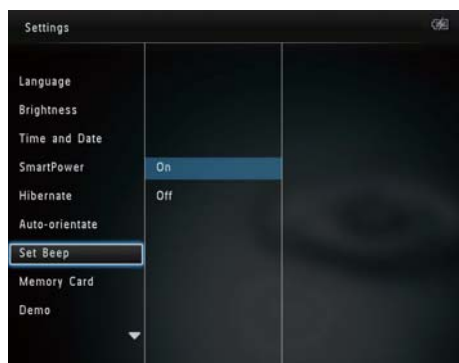 Settings
Language
Brightness
Time and Date
SmartPower
On
Hibernate
Off
Auto-orientate
Set Beep
Memory Card
Demo